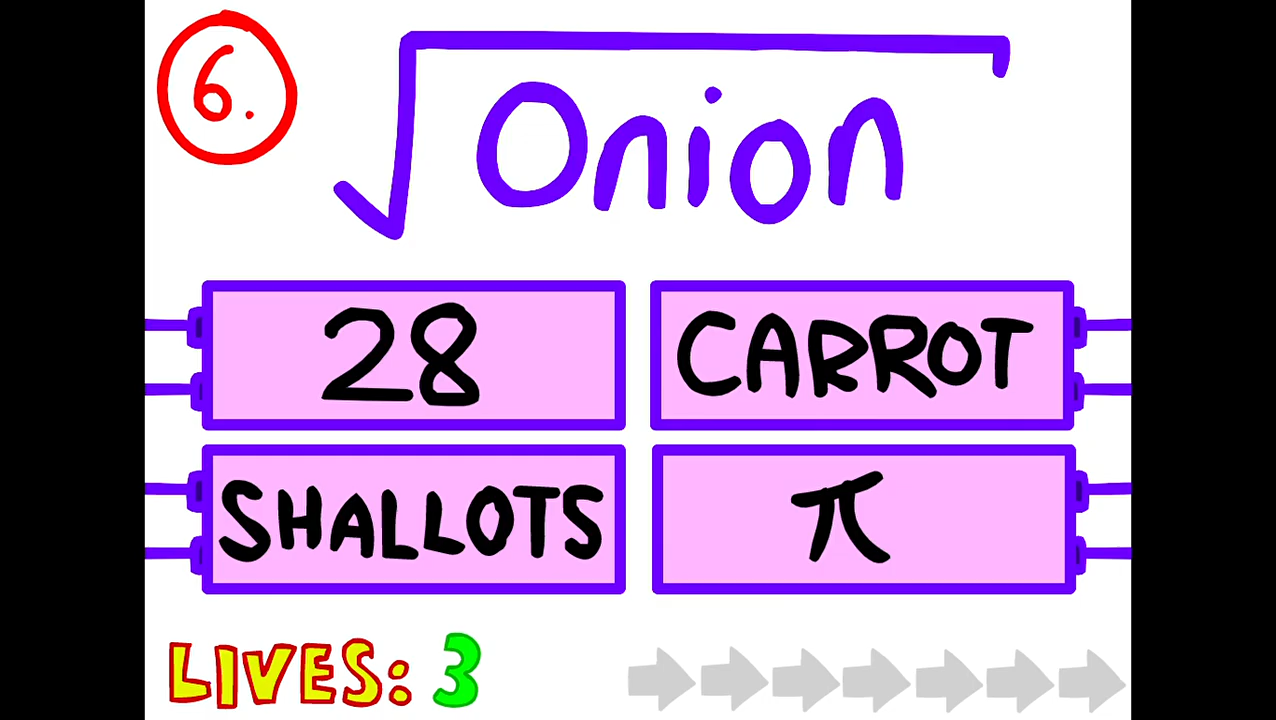 6.
√Onion
28
CARROT
SHALLOTS
π
LIVES: 3